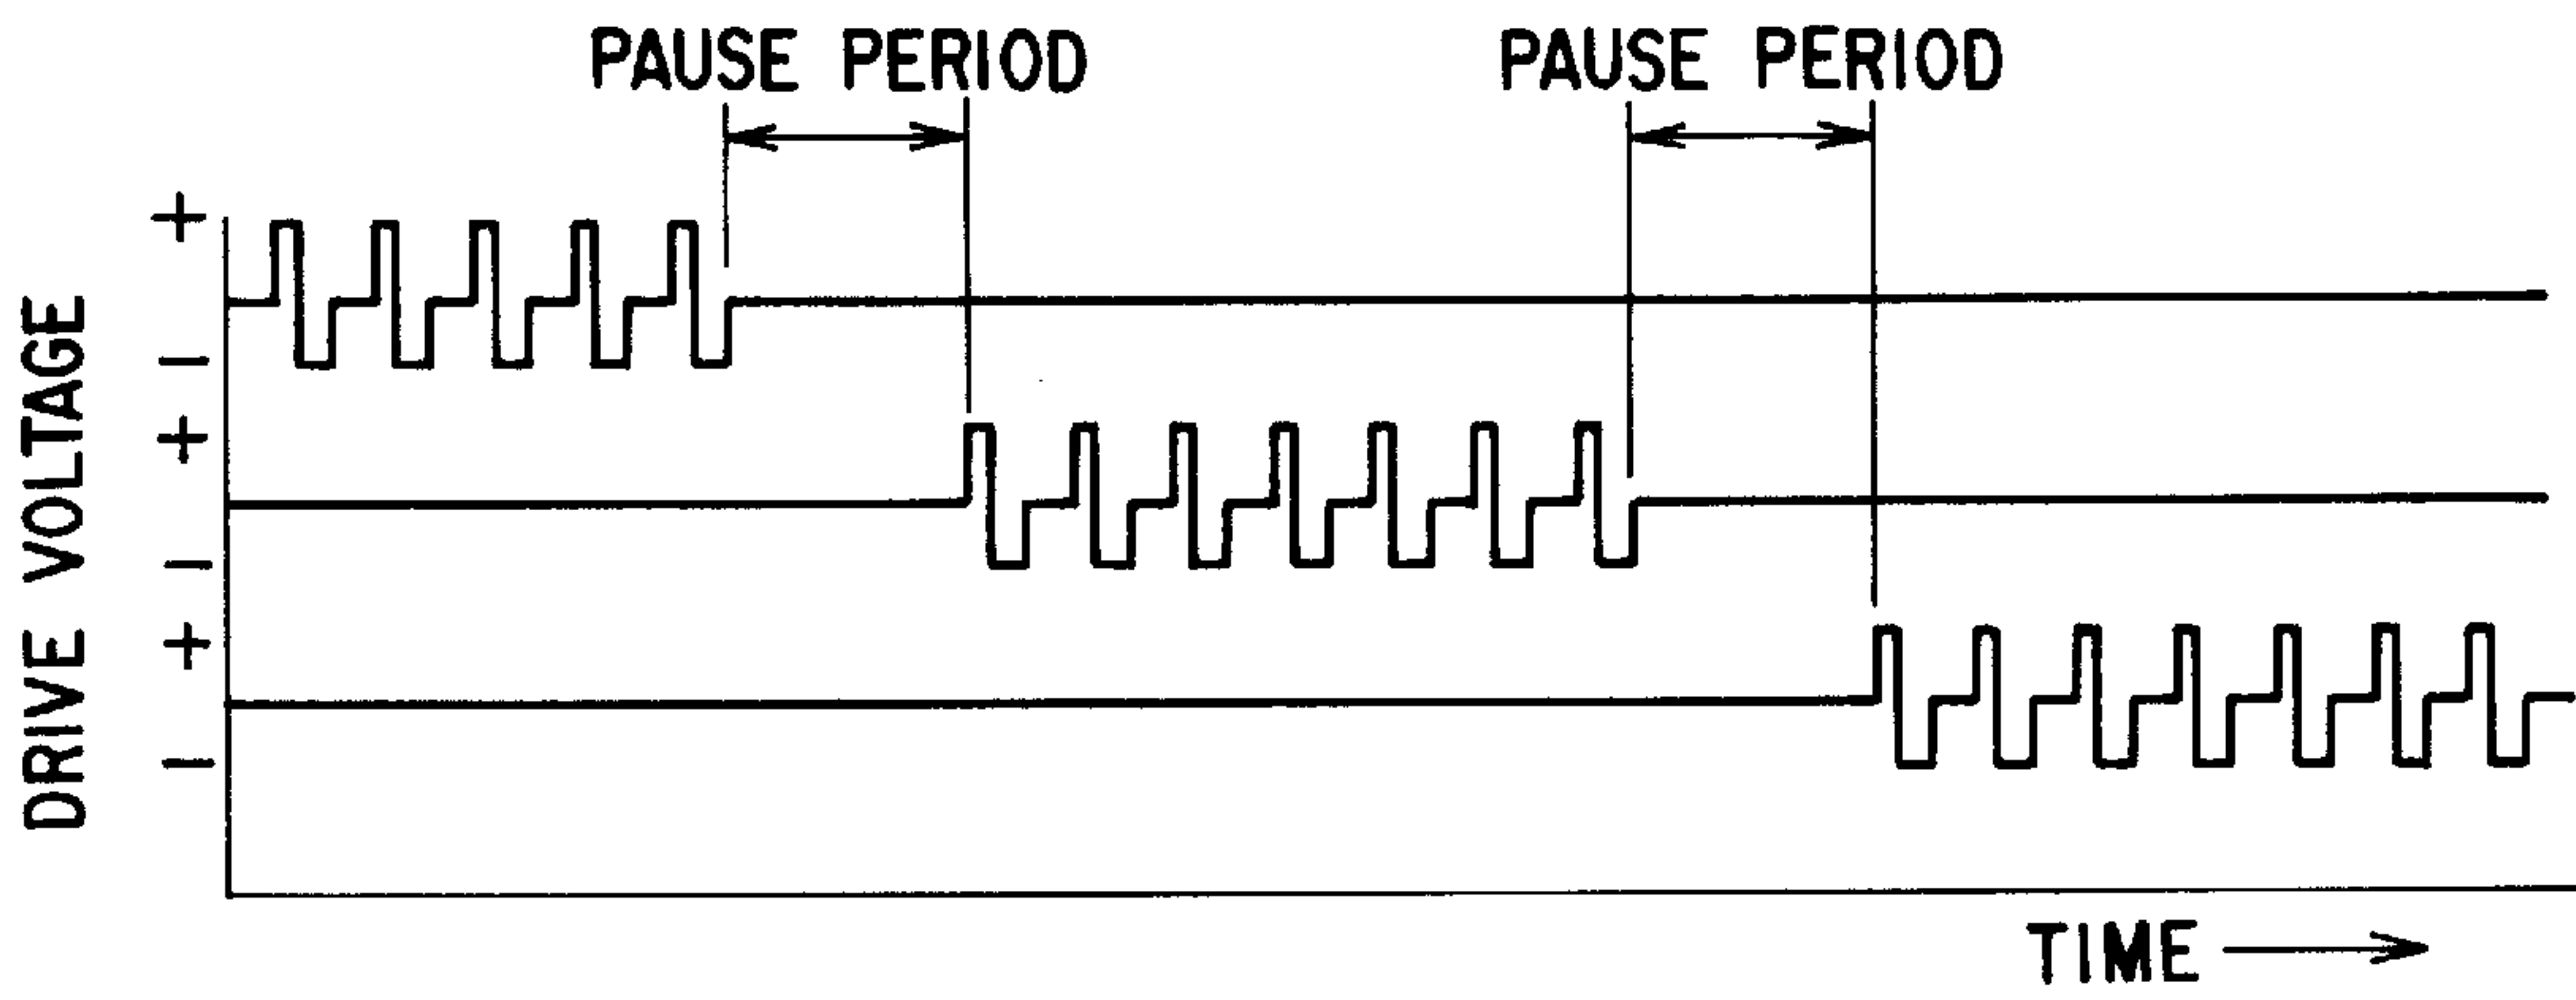 PAUSE PERIOD
PAUSE PERIOD
DRIVE VOLTAGE
+
−
+
−
+
−
TIME